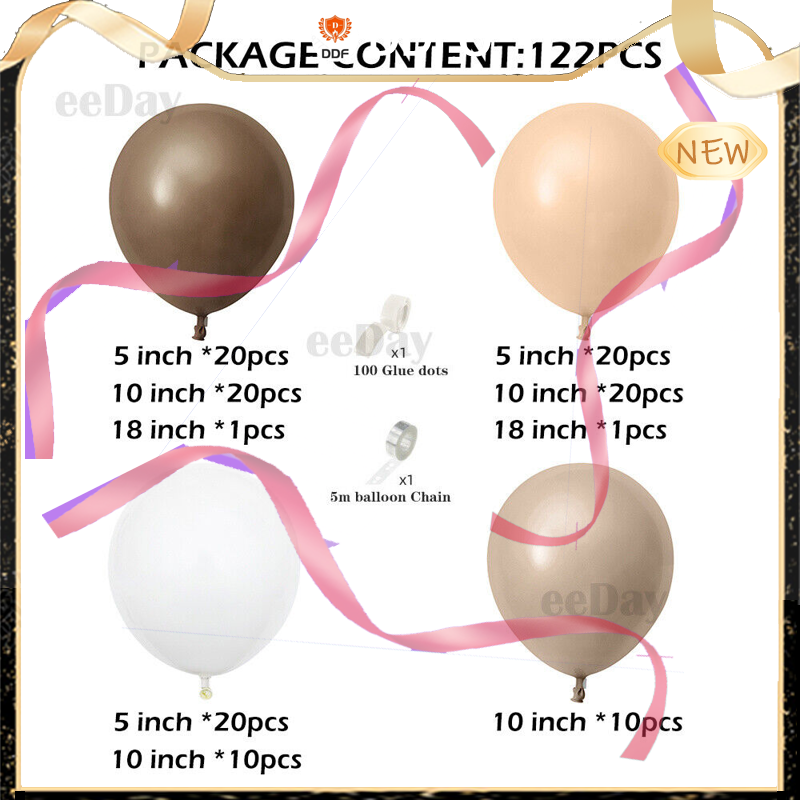 DDF
PACKAGE CONTENT:122PCS
eeDay
NEW
5 inch *20pcs
10 inch *20pcs
18 inch *1pcs
eeDay
x1
100 Glue dots
5 inch *20pcs
10 inch *20pcs
18 inch *1pcs
x1
5m balloon Chain
eeDay
5 inch *20pcs
10 inch *10pcs
10 inch *10pcs